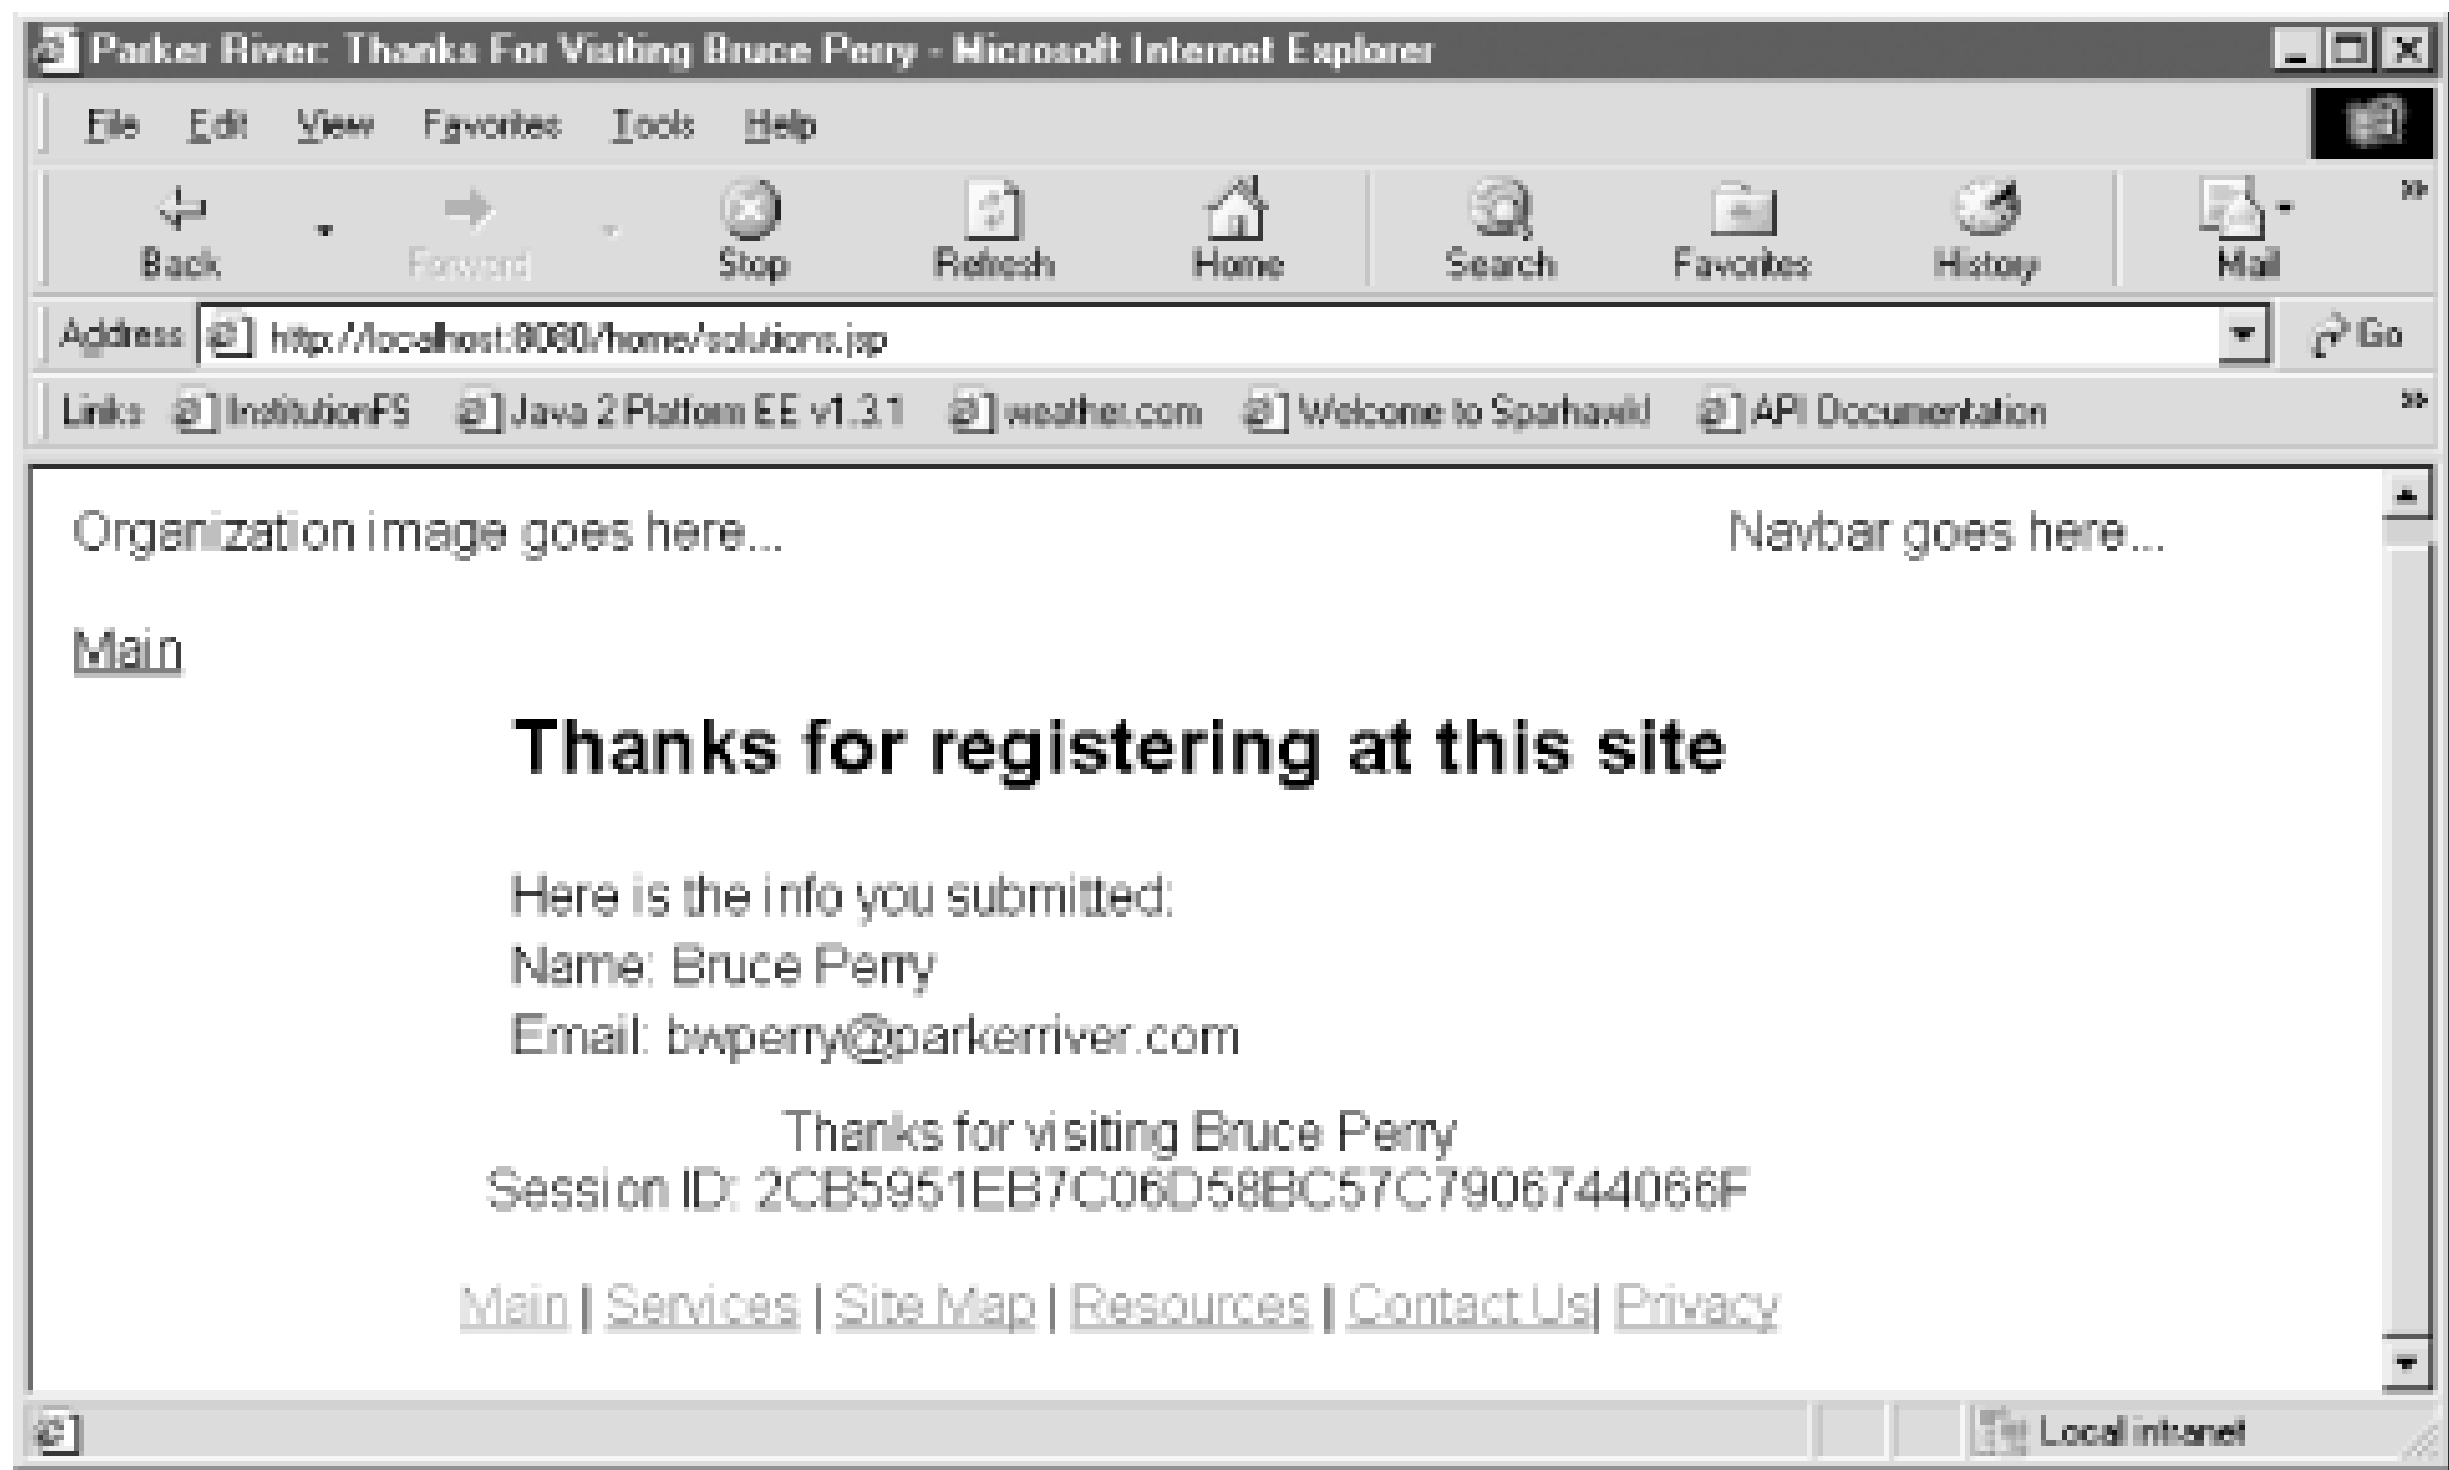 Parker River: Thanks For Visiting Bruce Perry - Microsoft Internet Explorer
File Edit View Favorites Tools Help
Back Forward Stop Refresh Home Search Favorites History Mail »
Address http://localhost:8080/home/solutions.jsp Go
Links InstitutionFS Java 2 Platform EE v1.3.1 weather.com Welcome to Sparhawk! API Documentation »
Organization image goes here... Navbar goes here...
Main
Thanks for registering at this site
Here is the info you submitted:
Name: Bruce Perry
Email: bwperry@parkerriver.com
Thanks for visiting Bruce Perry
Session ID: 2CB5951EB7C06D58BC57C7906744066F
Main | Services | Site Map | Resources | Contact Us| Privacy
Local intranet